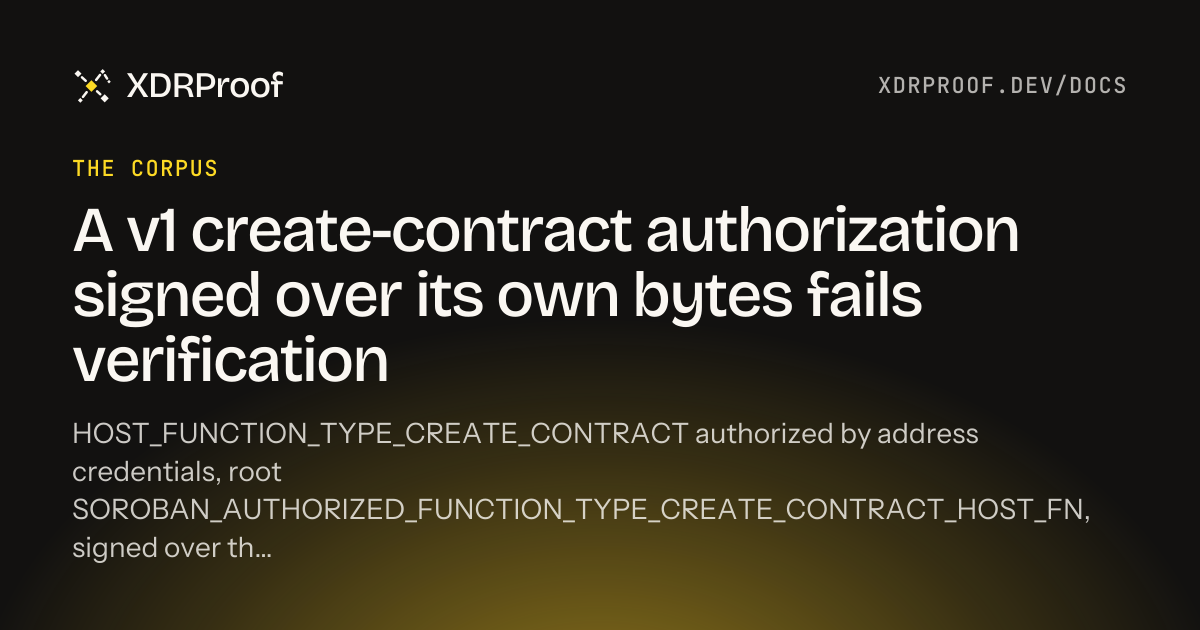 XDRProof
XDRPROOF.DEV/DOCS
THE CORPUS
A v1 create-contract authorization
signed over its own bytes fails
verification
HOST_FUNCTION_TYPE_CREATE_CONTRACT authorized by address
credentials, root
SOROBAN_AUTHORIZED_FUNCTION_TYPE_CREATE_CONTRACT_HOST_FN,
signed over th...